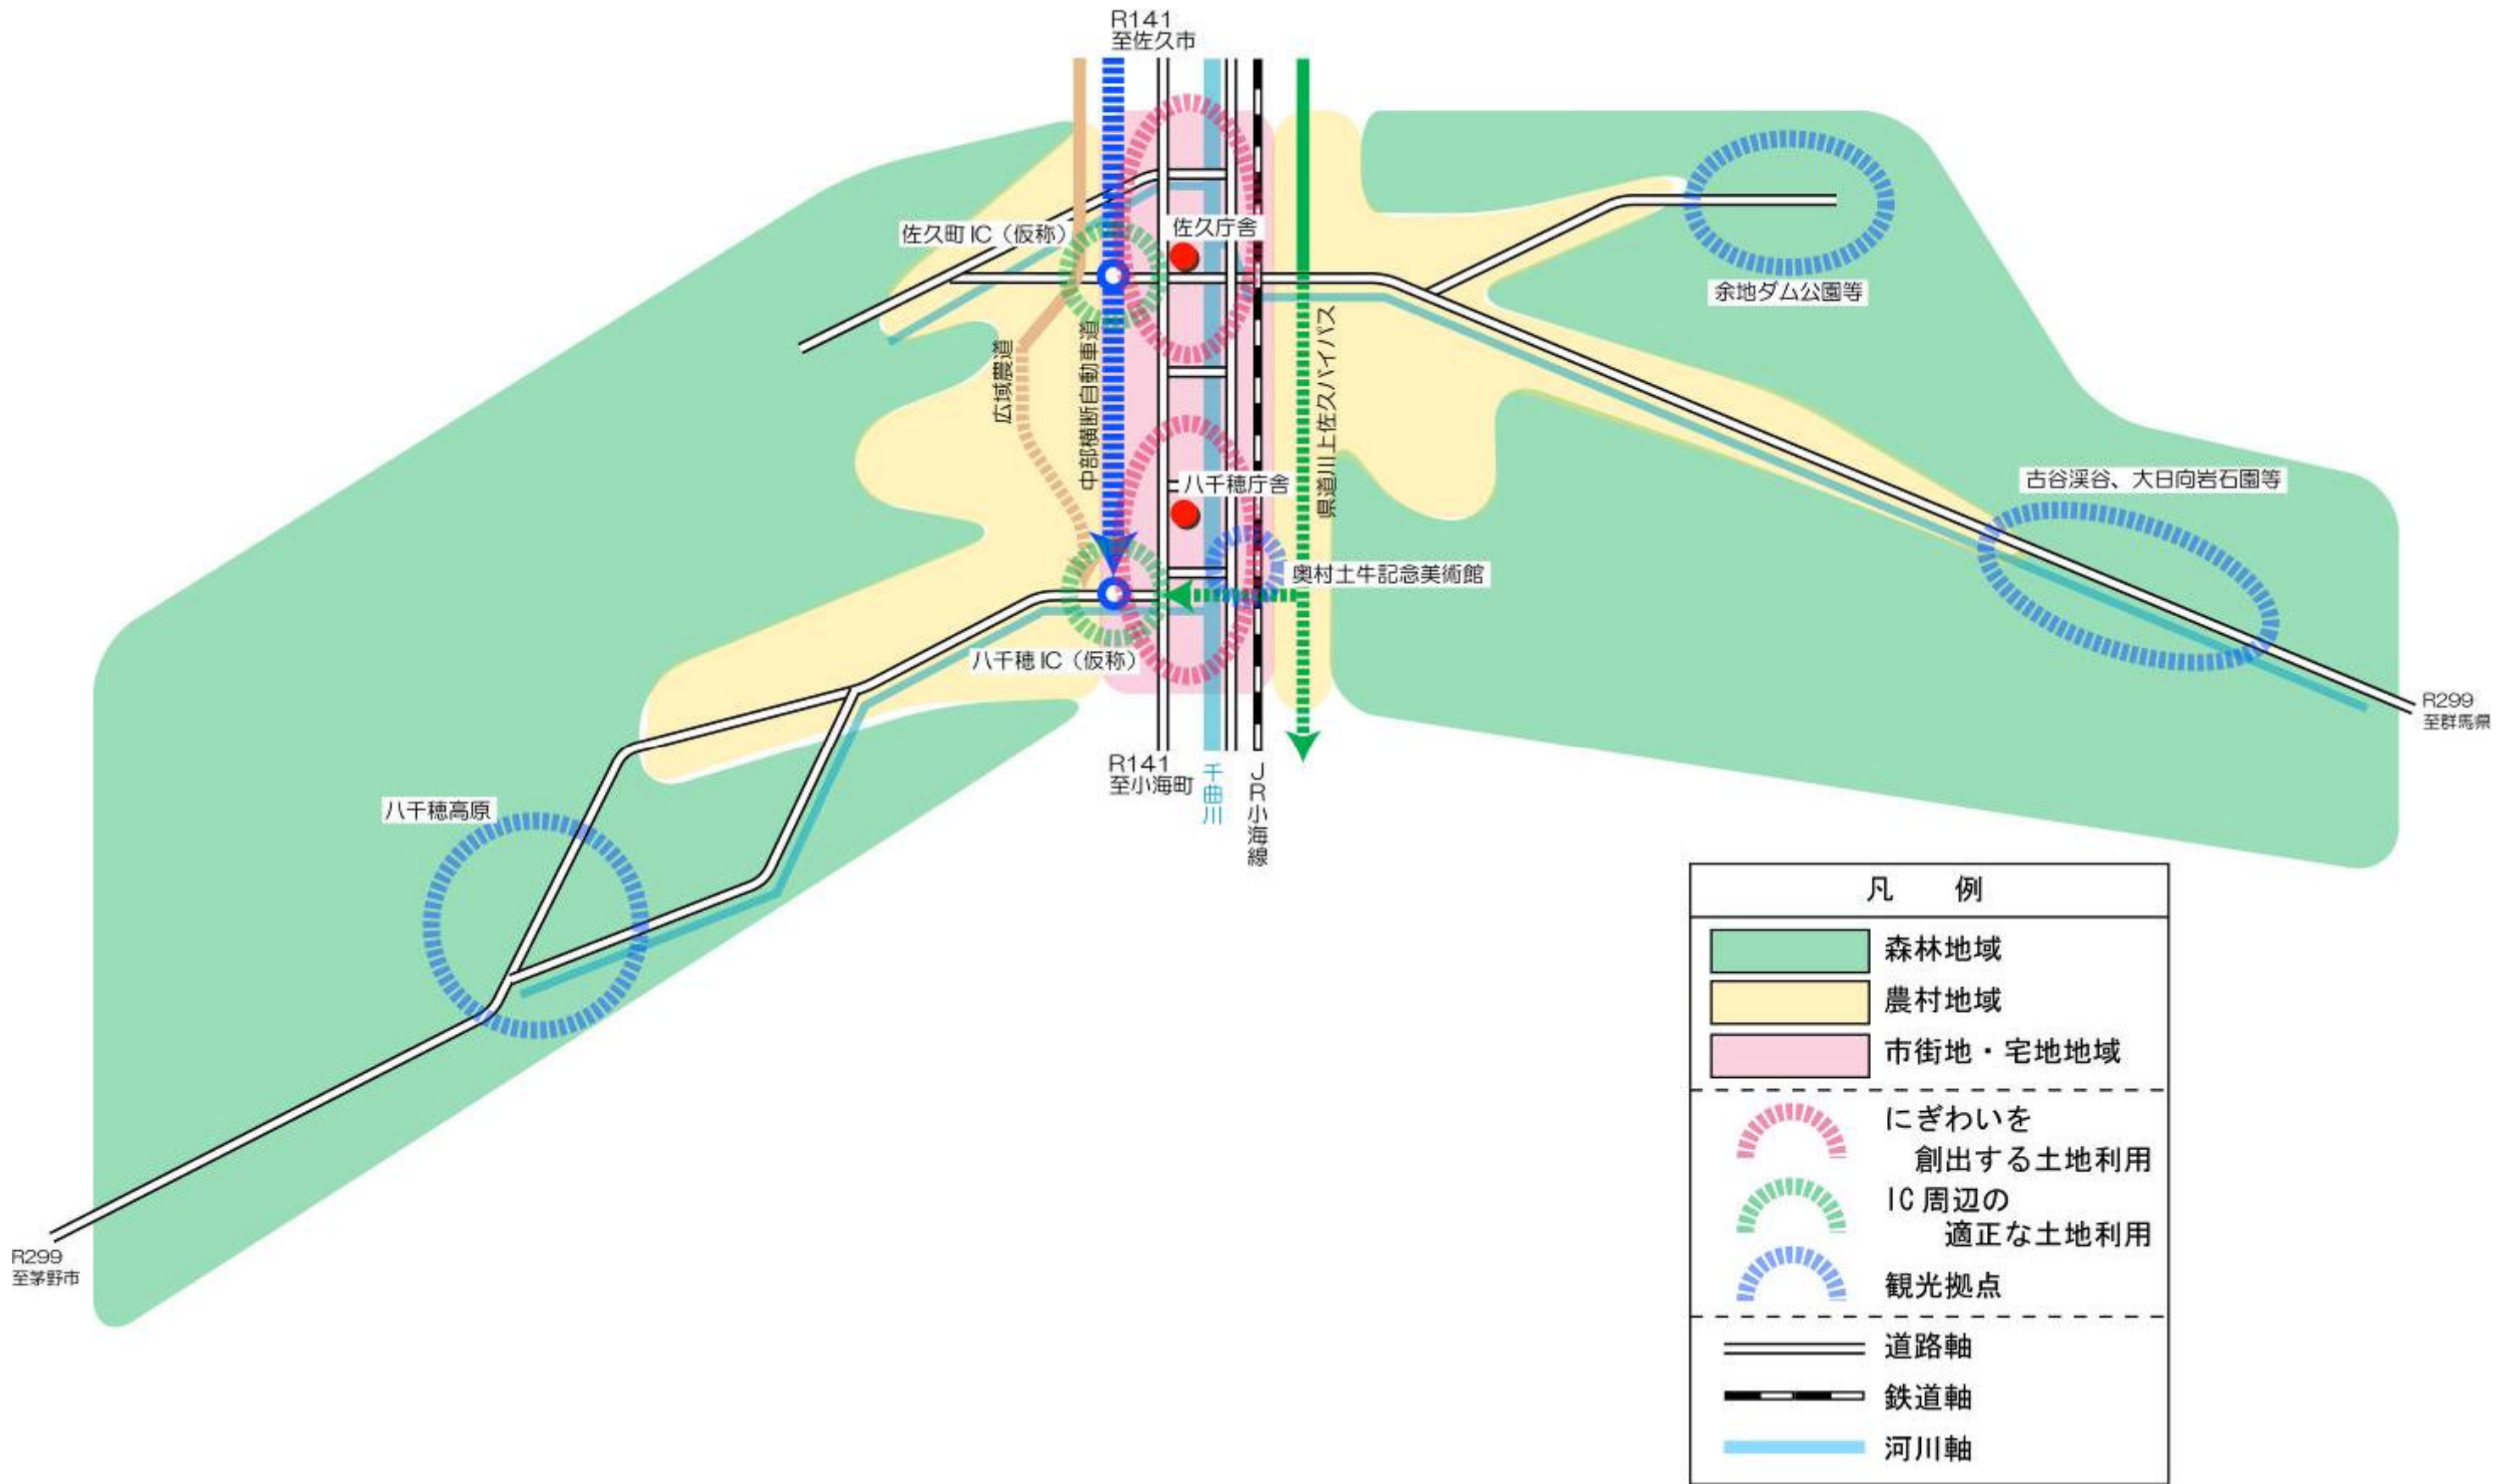 R141
至佐久市
佐久町IC（仮称）
佐久庁舎
余地ダム公園等
広域農道
中部横断自動車道
県道川上佐久バイパス
八千穂庁舎
古谷渓谷、大日向岩石園等
奥村土牛記念美術館
八千穂IC（仮称）
R299
至群馬県
R141
至小海町
千曲川
JR小海線
八千穂高原
R299
至茅野市
凡　例
森林地域
農村地域
市街地・宅地地域
にぎわいを
創出する土地利用
IC周辺の
適正な土地利用
観光拠点
道路軸
鉄道軸
河川軸